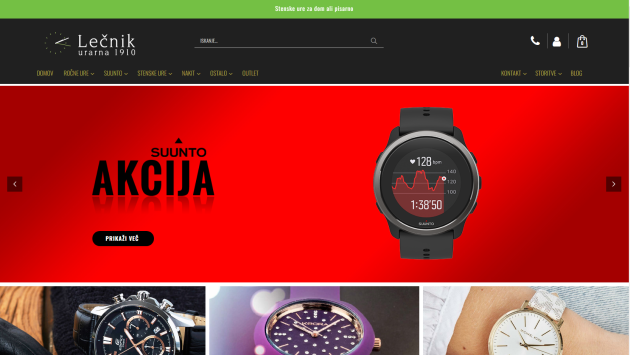 Stenske ure za dom ali pisarno
Lečnik
urarna 1910
ISKANJE...
0
DOMOV ROČNE URE SUUNTO STENSKE URE NAKIT OSTALO OUTLET KONTAKT STORITVE BLOG
SUUNTO
AKCIJA
PRIKAŽI VEČ
128 bpm
140
120
100
1:38'50
SUUNTO